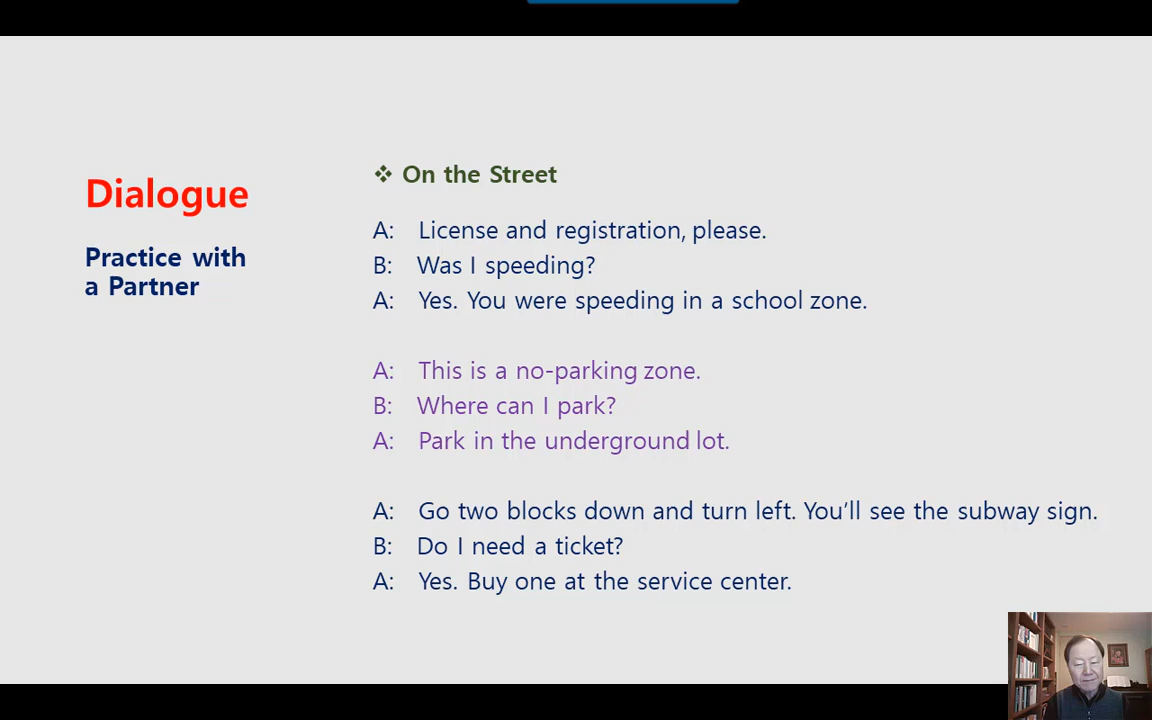 Dialogue
Practice with
a Partner
❖ On the Street
A: License and registration, please.
B: Was I speeding?
A: Yes. You were speeding in a school zone.
A: This is a no-parking zone.
B: Where can I park?
A: Park in the underground lot.
A: Go two blocks down and turn left. You’ll see the subway sign.
B: Do I need a ticket?
A: Yes. Buy one at the service center.